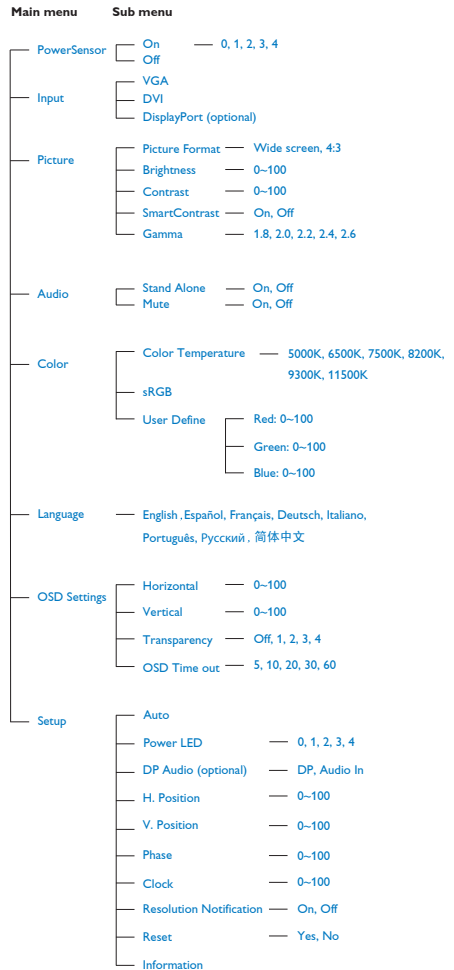 Main menu Sub menu
PowerSensor On 0, 1, 2, 3, 4
Off
Input VGA
DVI
DisplayPort (optional)
Picture Picture Format Wide screen, 4:3
Brightness 0~100
Contrast 0~100
SmartContrast On, Off
Gamma 1.8, 2.0, 2.2, 2.4, 2.6
Audio Stand Alone On, Off
Mute On, Off
Color Color Temperature 5000K, 6500K, 7500K, 8200K,
9300K, 11500K
sRGB
User Define Red: 0~100
Green: 0~100
Blue: 0~100
Language English , Español, Français, Deutsch, Italiano,
Português, Русский , 简体中文
OSD Settings Horizontal 0~100
Vertical 0~100
Transparency Off, 1, 2, 3, 4
OSD Time out 5, 10, 20, 30, 60
Setup Auto
Power LED 0, 1, 2, 3, 4
DP Audio (optional) DP, Audio In
H. Position 0~100
V. Position 0~100
Phase 0~100
Clock 0~100
Resolution Notification On, Off
Reset Yes, No
Information